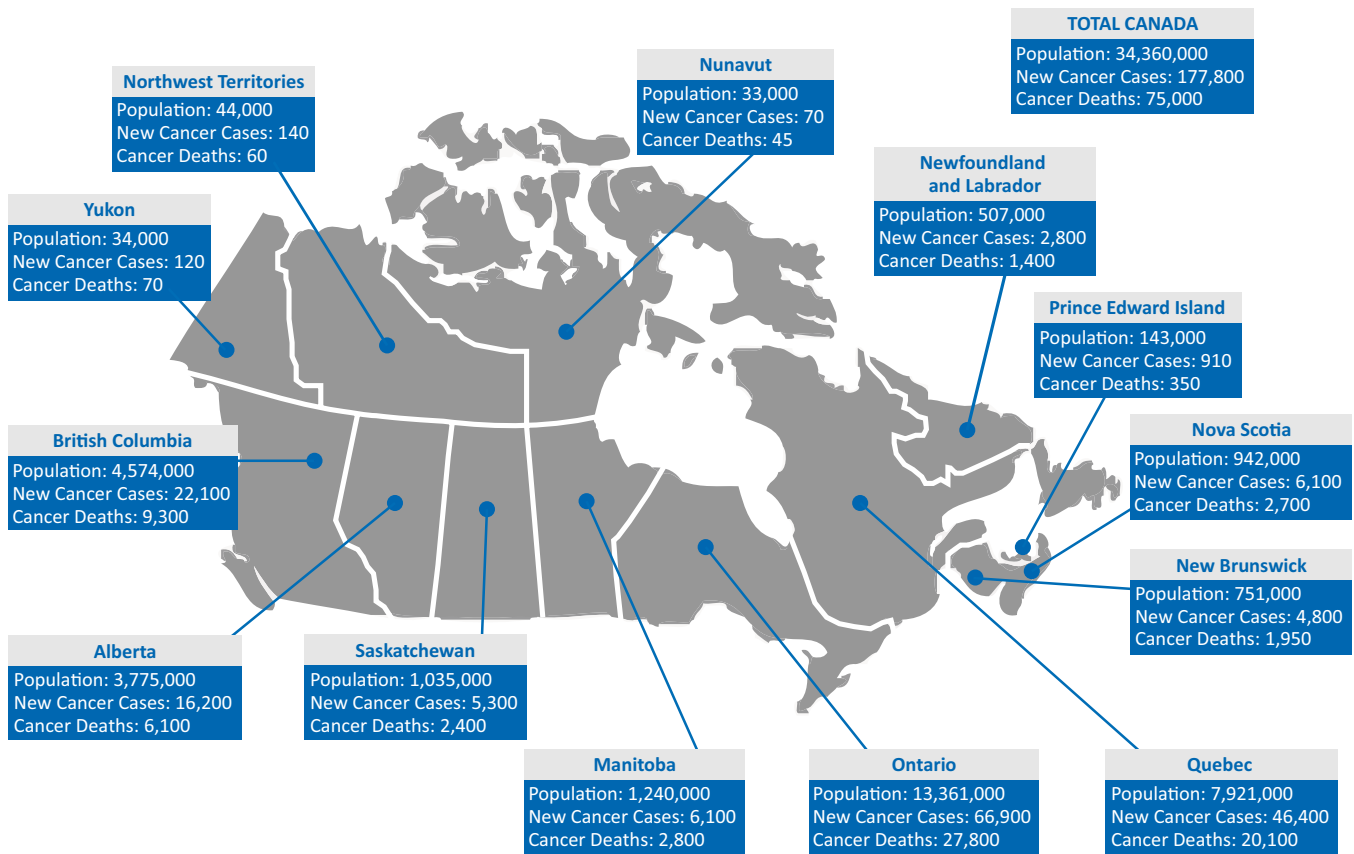 TOTAL CANADA
Population: 34,360,000
New Cancer Cases: 177,800
Cancer Deaths: 75,000
Nunavut
Population: 33,000
New Cancer Cases: 70
Cancer Deaths: 45
Northwest Territories
Population: 44,000
New Cancer Cases: 140
Cancer Deaths: 60
Newfoundland
and Labrador
Population: 507,000
New Cancer Cases: 2,800
Cancer Deaths: 1,400
Yukon
Population: 34,000
New Cancer Cases: 120
Cancer Deaths: 70
Prince Edward Island
Population: 143,000
New Cancer Cases: 910
Cancer Deaths: 350
British Columbia
Population: 4,574,000
New Cancer Cases: 22,100
Cancer Deaths: 9,300
Nova Scotia
Population: 942,000
New Cancer Cases: 6,100
Cancer Deaths: 2,700
New Brunswick
Population: 751,000
New Cancer Cases: 4,800
Cancer Deaths: 1,950
Alberta
Population: 3,775,000
New Cancer Cases: 16,200
Cancer Deaths: 6,100
Saskatchewan
Population: 1,035,000
New Cancer Cases: 5,300
Cancer Deaths: 2,400
Manitoba
Population: 1,240,000
New Cancer Cases: 6,100
Cancer Deaths: 2,800
Ontario
Population: 13,361,000
New Cancer Cases: 66,900
Cancer Deaths: 27,800
Quebec
Population: 7,921,000
New Cancer Cases: 46,400
Cancer Deaths: 20,100